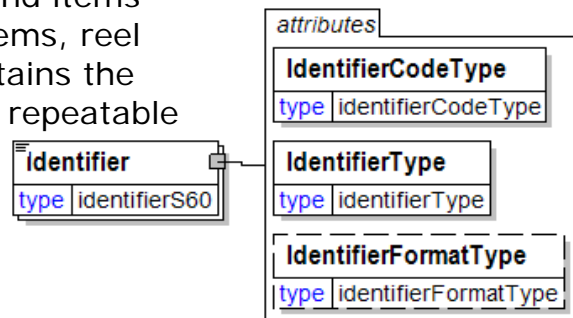 nd items
ems, reel
tains the
repeatable
attributes
IdentifierCodeType
type identifierCodeType
Identifier
type identifierS60
IdentifierType
type identifierType
IdentifierFormatType
type identifierFormatType